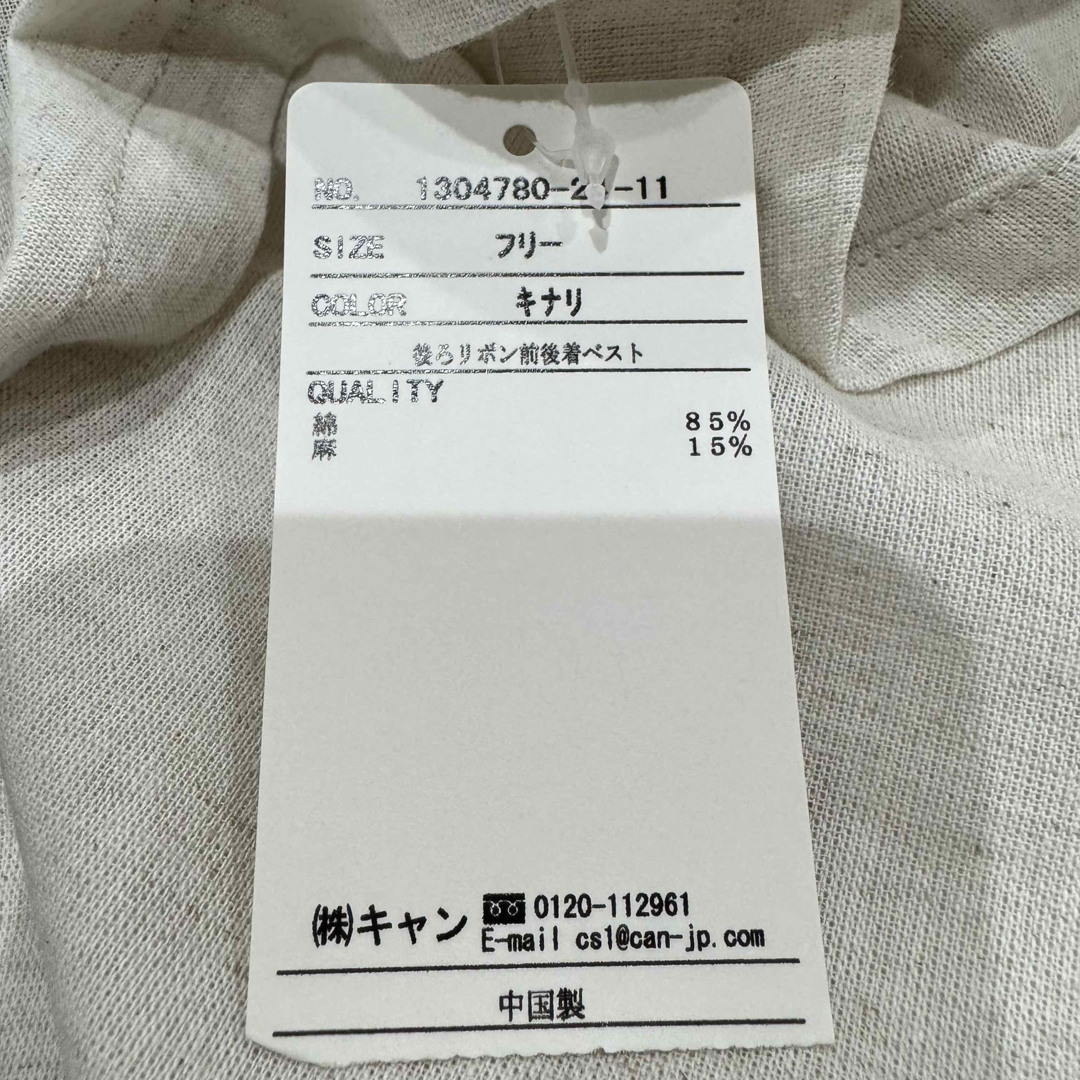 NO. 1304780-2 -11
SIZE フリー
COLOR キナリ
後ろリボン前後着ベスト
QUALITY
綿 85%
麻 15%
㈱キャン 0120-112961
E-mail cs1@can-jp.com
中国製